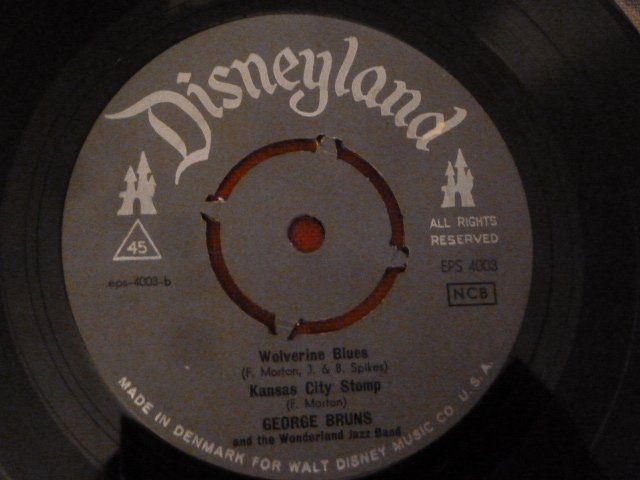 Disneyland
45
eps-4003-b
ALL RIGHTS
RESERVED
EPS 4003
NCB
Wolverine Blues
(F. Morton, J. & B. Spikes)
Kansas City Stomp
(F. Morton)
GEORGE BRUNS
and the Wonderland Jazz Band
MADE IN DENMARK FOR WALT DISNEY MUSIC CO. U.S.A.